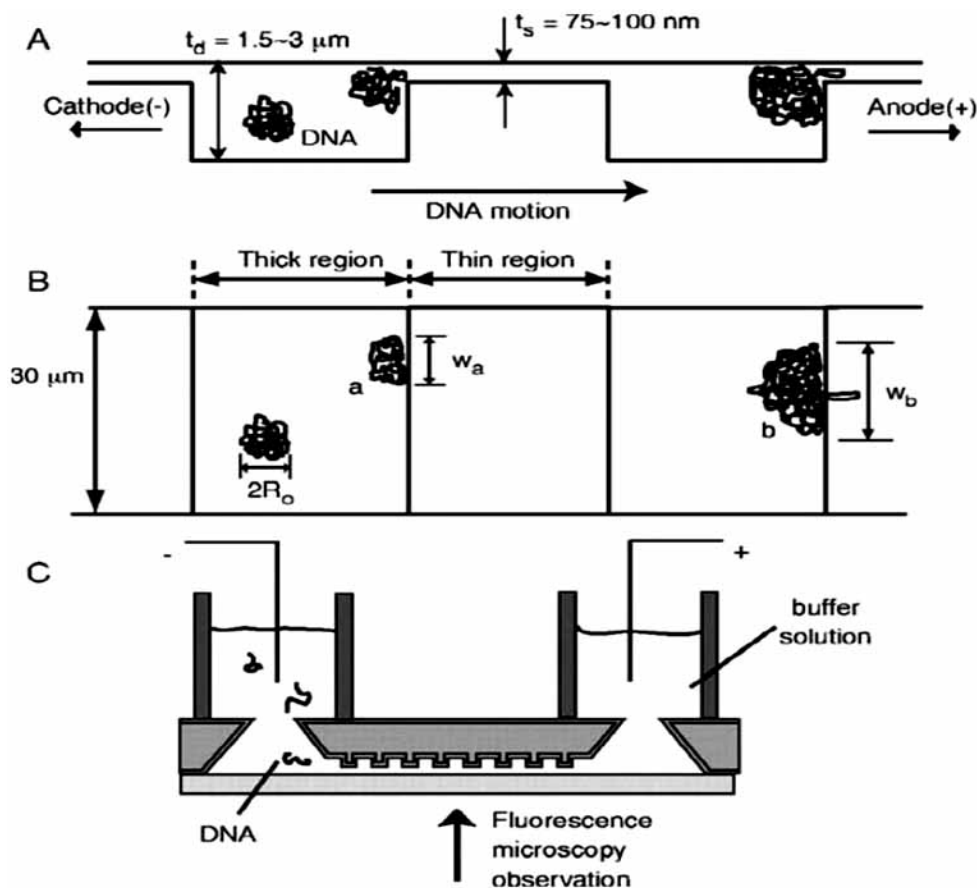 A
t_d = 1.5~3 μm
t_s = 75~100 nm
Cathode(-)
DNA
Anode(+)
DNA motion
B
Thick region
Thin region
30 μm
a
w_a
2R_o
b
w_b
C
-
+
buffer
solution
DNA
Fluorescence
microscopy
observation